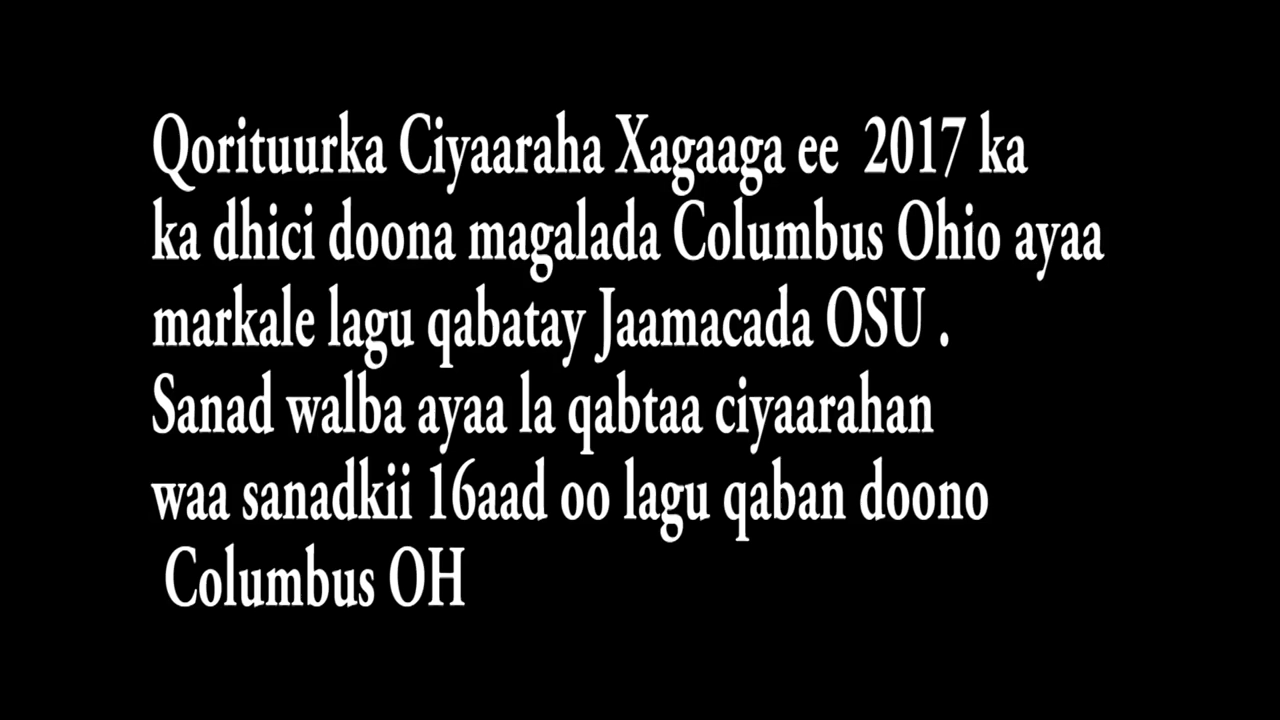 Qorituurka Ciyaaraha Xagaaga ee 2017 ka
ka dhici doona magalada Columbus Ohio ayaa
markale lagu qabatay Jaamacada OSU .
Sanad walba ayaa la qabtaa ciyaarahan
waa sanadkii 16aad oo lagu qaban doono
Columbus OH